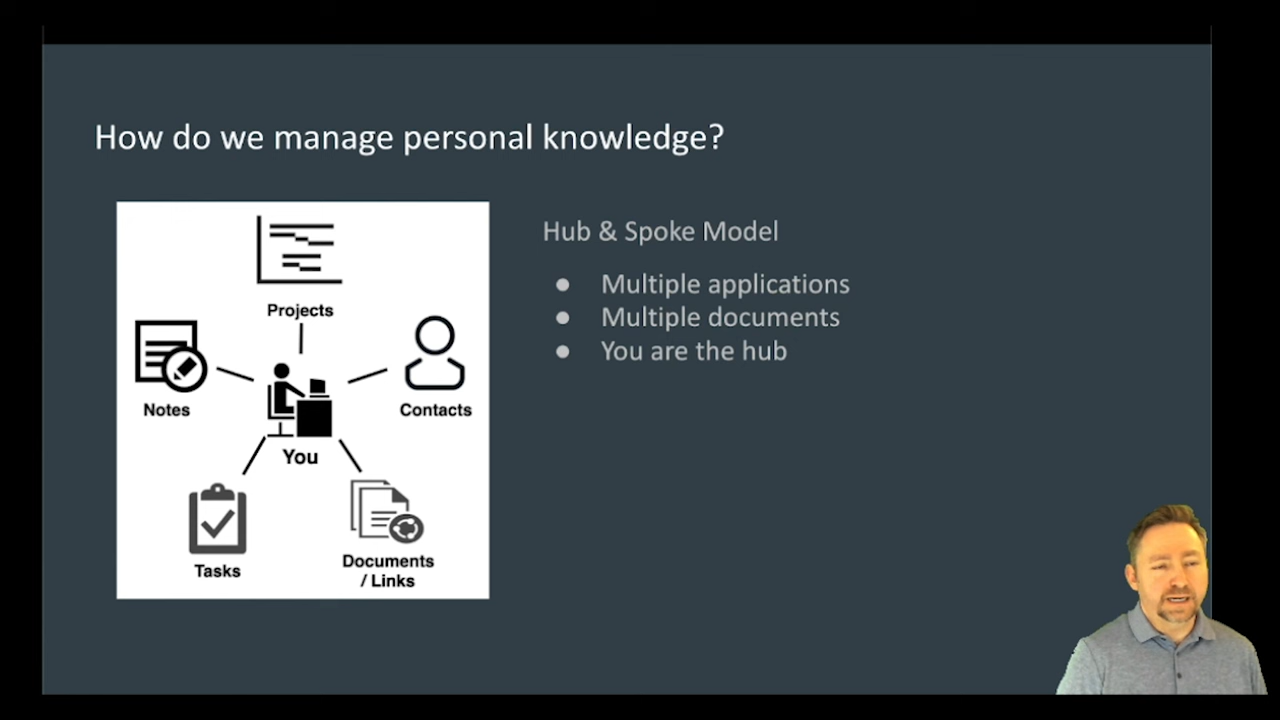 How do we manage personal knowledge?
Projects
Notes
Contacts
You
Tasks
Documents
/ Links
Hub & Spoke Model
● Multiple applications
● Multiple documents
● You are the hub